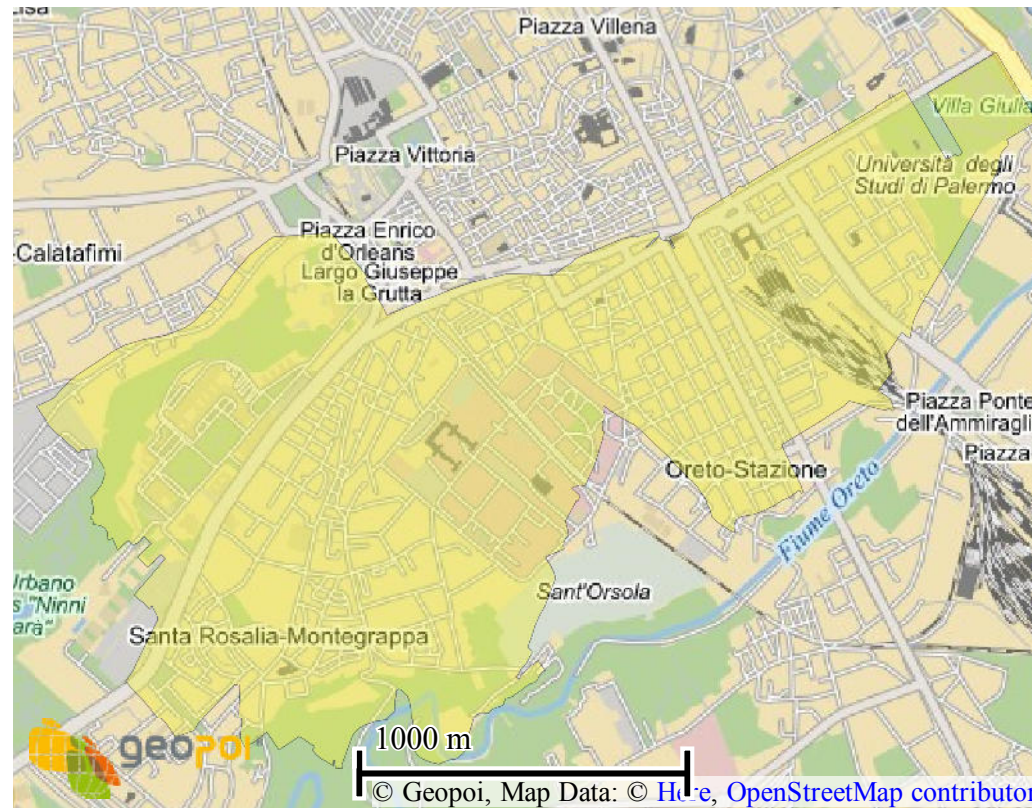 Piazza Villena
Villa Giulia
Piazza Vittoria
Università degli
Studi di Palermo
Piazza Enrico
d'Orleans
Largo Giuseppe
la Grutta
-Calatafimi
Piazza Ponte
dell'Ammiragli
Piazza
Oreto-Stazione
Fiume Oreto
Sant'Orsola
Urbano
s "Ninni
arà"
Santa Rosalia-Montegrappa
geopoi
1000 m
© Geopoi, Map Data: © Here, OpenStreetMap contributor